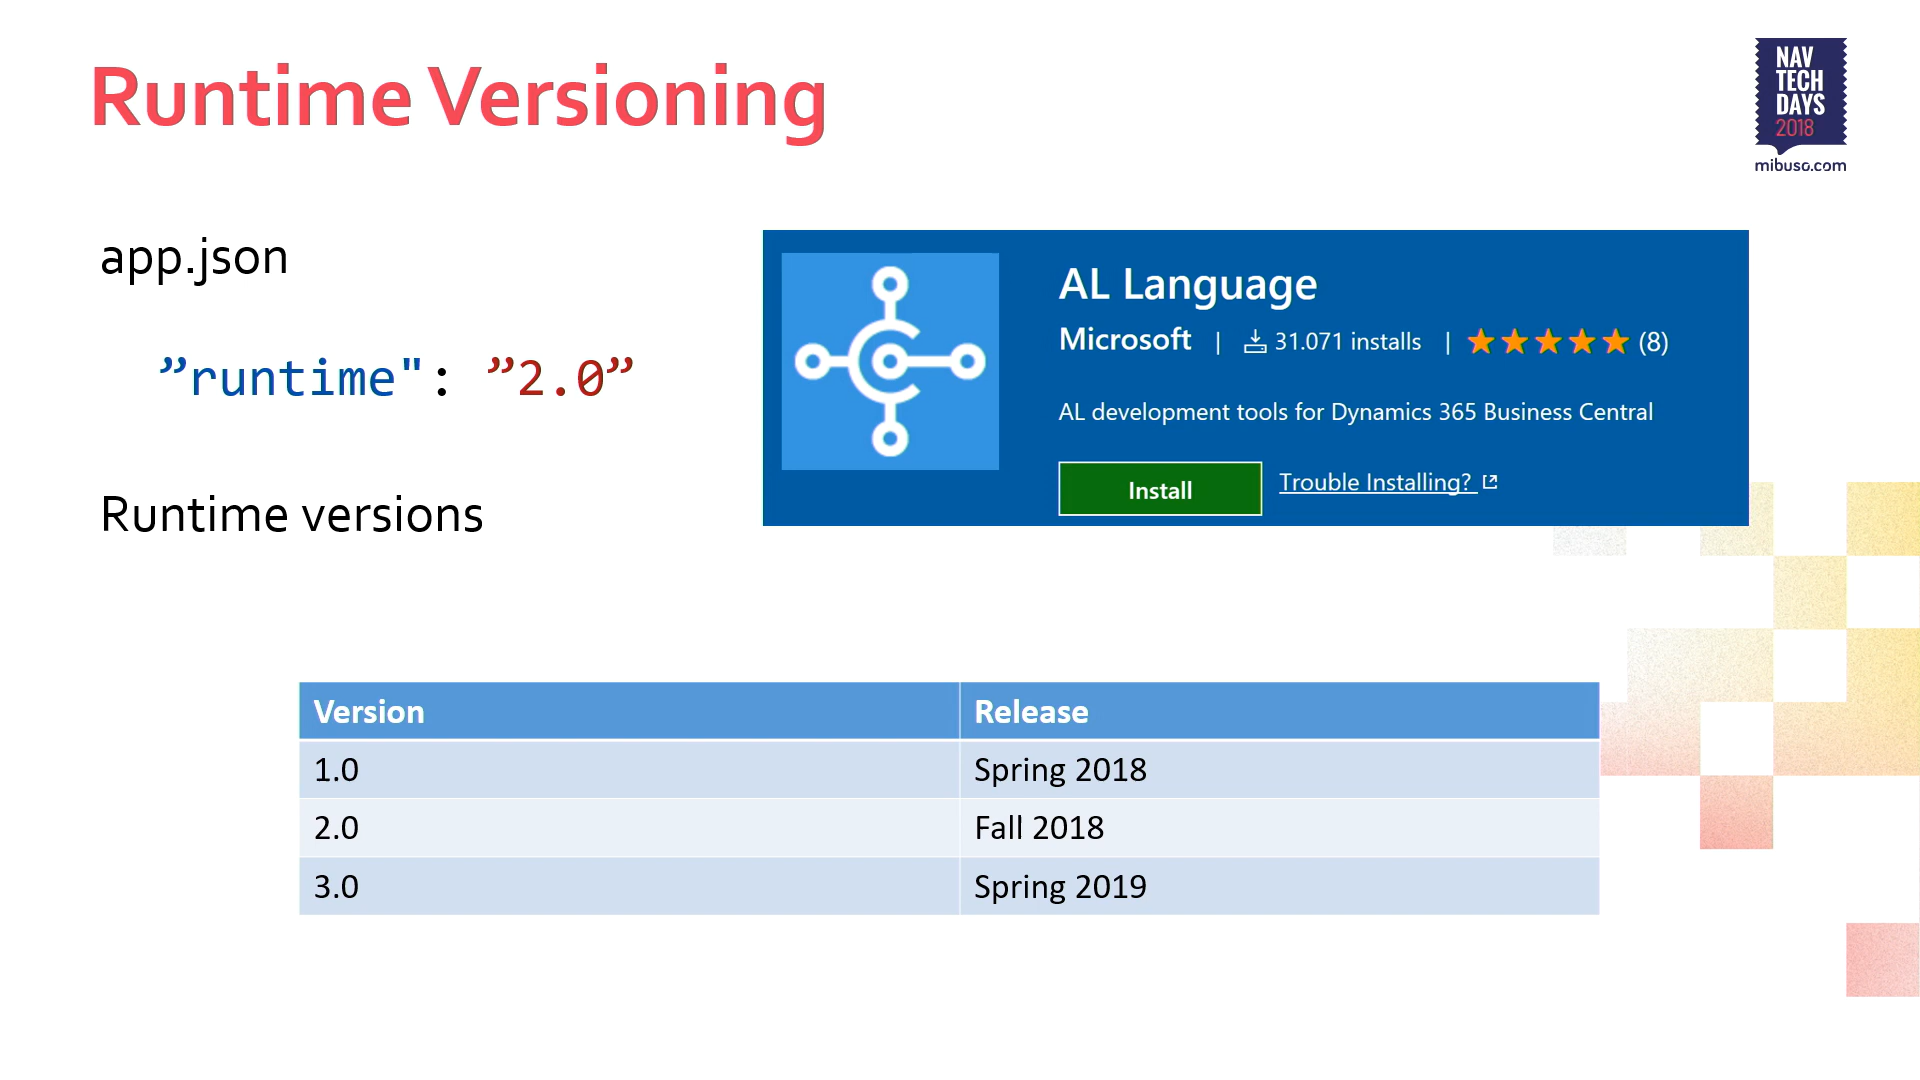 Runtime Versioning
NAV
TECH
DAYS
2018
mibuso.com
app.json
”runtime": ”2.0”
Runtime versions
AL Language
Microsoft | 31.071 installs | (8)
AL development tools for Dynamics 365 Business Central
Install Trouble Installing?
Version Release
1.0 Spring 2018
2.0 Fall 2018
3.0 Spring 2019